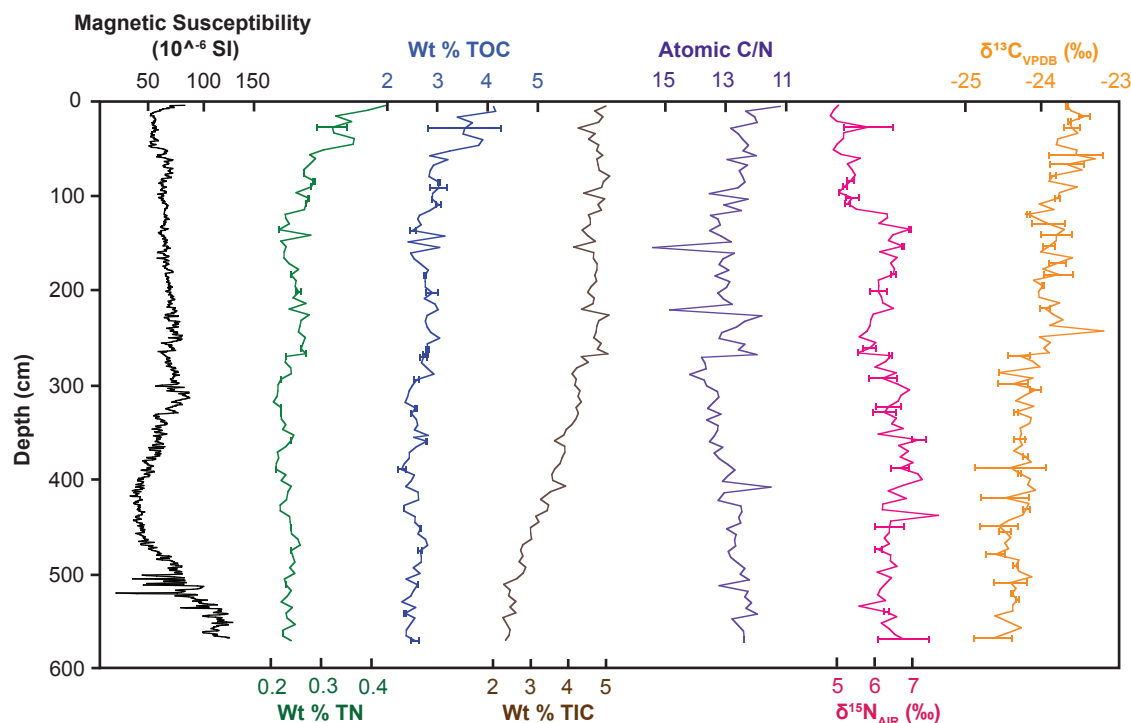 Magnetic Susceptibility
(10^-6 SI)
Wt % TOC
Atomic C/N
δ13CVPDB (‰)
50 100 150
2 3 4 5
15 13 11
-25 -24 -23
0
100
200
300
400
500
600
Depth (cm)
0.2 0.3 0.4
2 3 4 5
5 6 7
Wt % TN
Wt % TIC
δ15NAIR (‰)